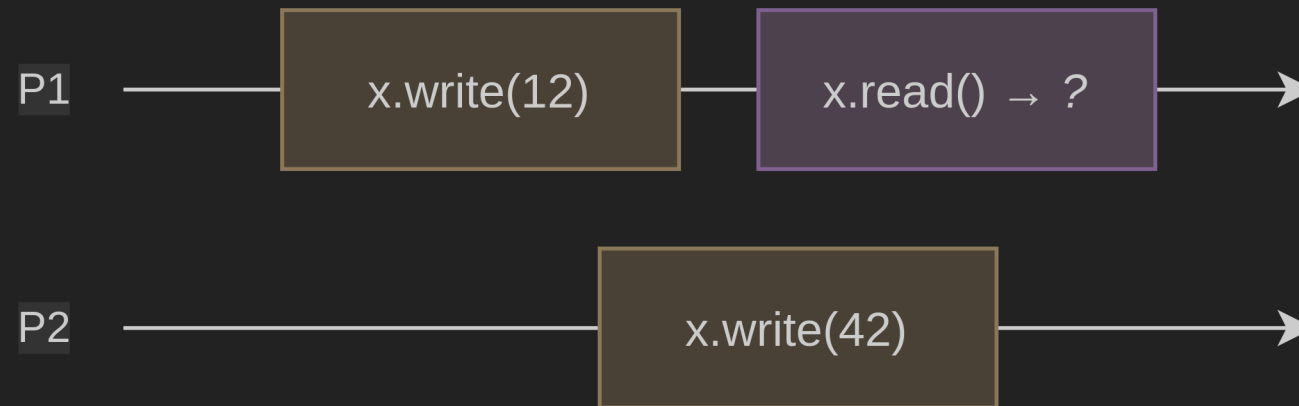 P1 x.write(12) x.read() → ?
P2 x.write(42)